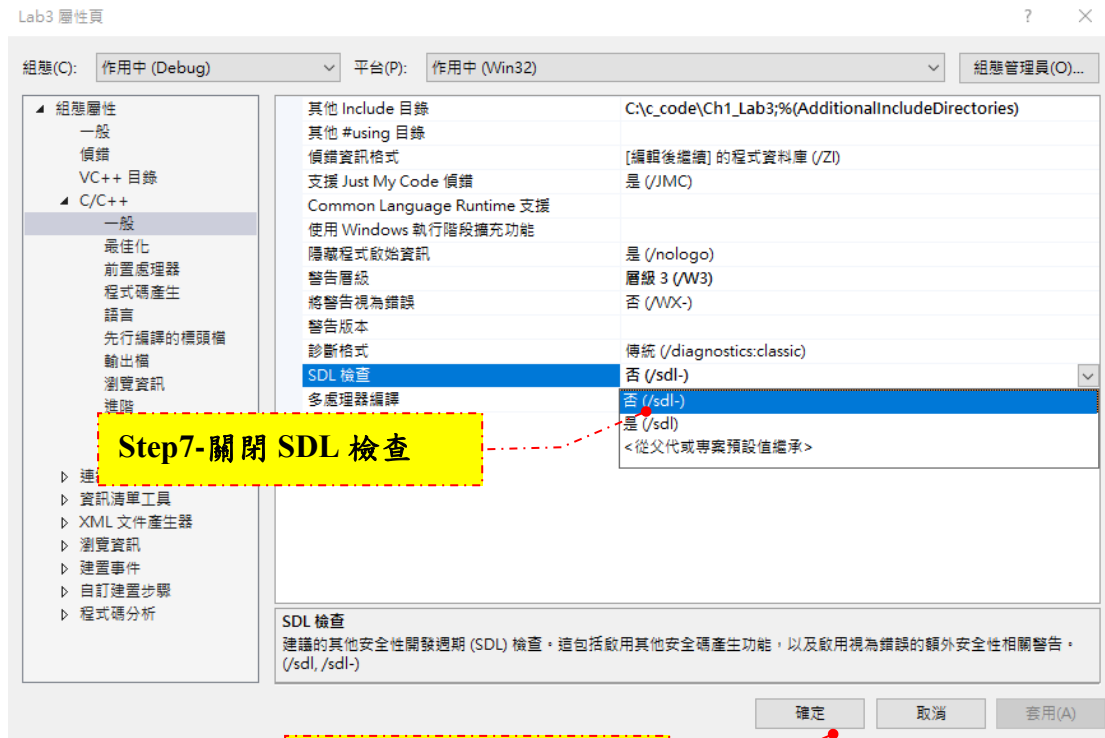 Lab3 屬性頁
?
組態(C):
作用中 (Debug)
平台(P):
作用中 (Win32)
組態管理員(O)...
組態屬性
一般
偵錯
VC++ 目錄
C/C++
一般
最佳化
前置處理器
程式碼產生
語言
先行編譯的標頭檔
輸出檔
瀏覽資訊
進階
連
資訊清單工具
XML 文件產生器
瀏覽資訊
建置事件
自訂建置步驟
程式碼分析
其他 Include 目錄 C:\c_code\Ch1_Lab3;%(AdditionalIncludeDirectories)
其他 #using 目錄
偵錯資訊格式 [編輯後繼續] 的程式資料庫 (/ZI)
支援 Just My Code 偵錯 是 (/JMC)
Common Language Runtime 支援
使用 Windows 執行階段擴充功能
隱藏程式啟始資訊 是 (/nologo)
警告層級 層級 3 (/W3)
將警告視為錯誤 否 (/WX-)
警告版本
診斷格式 傳統 (/diagnostics:classic)
SDL 檢查 否 (/sdl-)
多處理器編譯
否 (/sdl-)
是 (/sdl)
<從父代或專案預設值繼承>
Step7-關閉 SDL 檢查
SDL 檢查
建議的其他安全性開發週期 (SDL) 檢查。這包括啟用其他安全碼產生功能，以及啟用視為錯誤的額外安全性相關警告。
(/sdl, /sdl-)
確定
取消
套用(A)